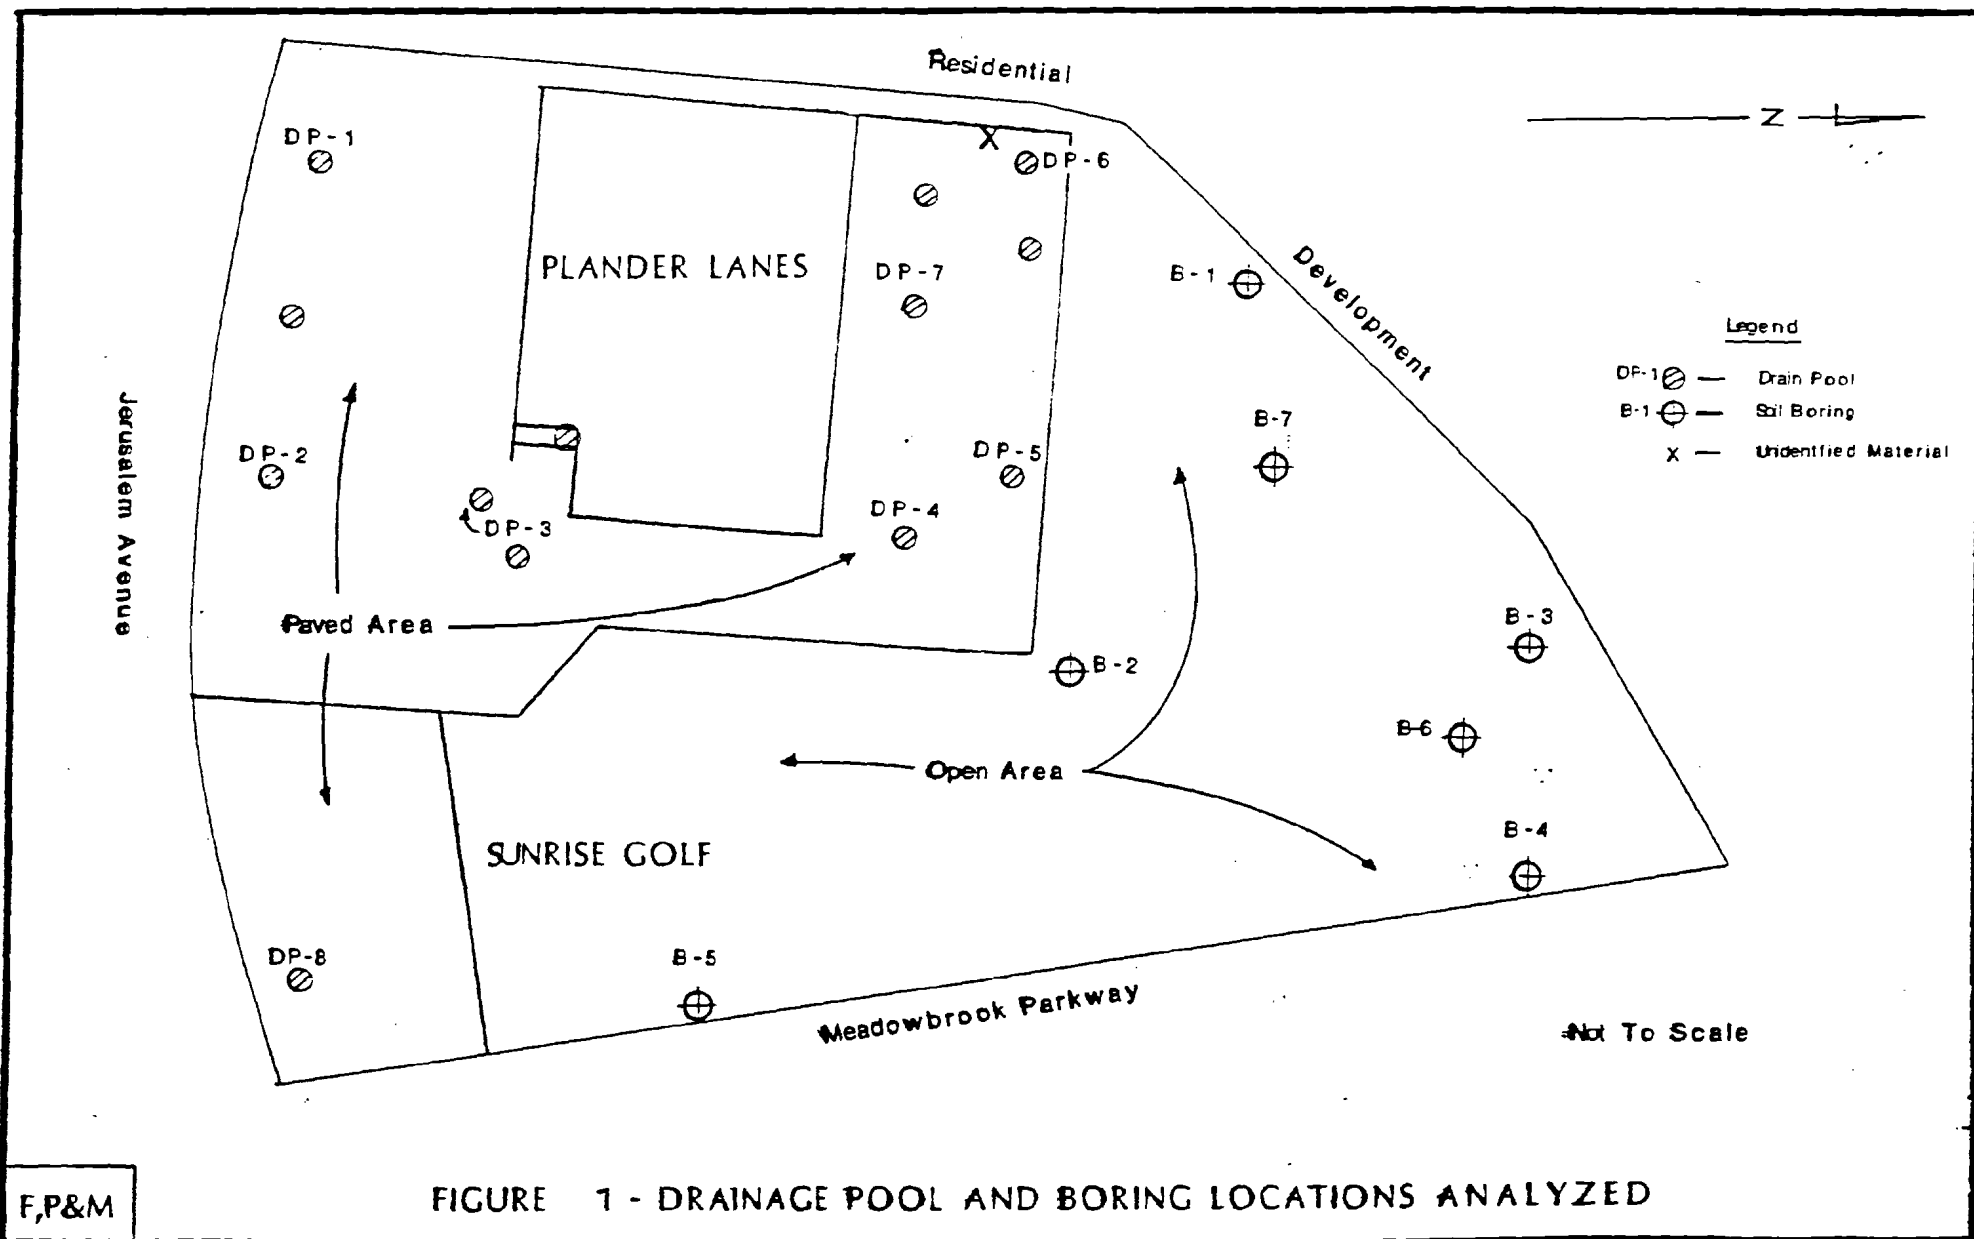 Residential
Z
DP-1
DP-6
PLANDER LANES
DP-7
B-1
Development
Legend
DP-1 — Drain Pool
B-1 — Soil Boring
X — Unidentfied Material
X
Jerusalem Avenue
DP-2
B-7
DP-5
DP-3
DP-4
Paved Area
B-3
B-2
B-6
Open Area
B-4
SUNRISE GOLF
DP-8
B-5
Meadowbrook Parkway
Not To Scale
F,P&M
FIGURE 1 - DRAINAGE POOL AND BORING LOCATIONS ANALYZED